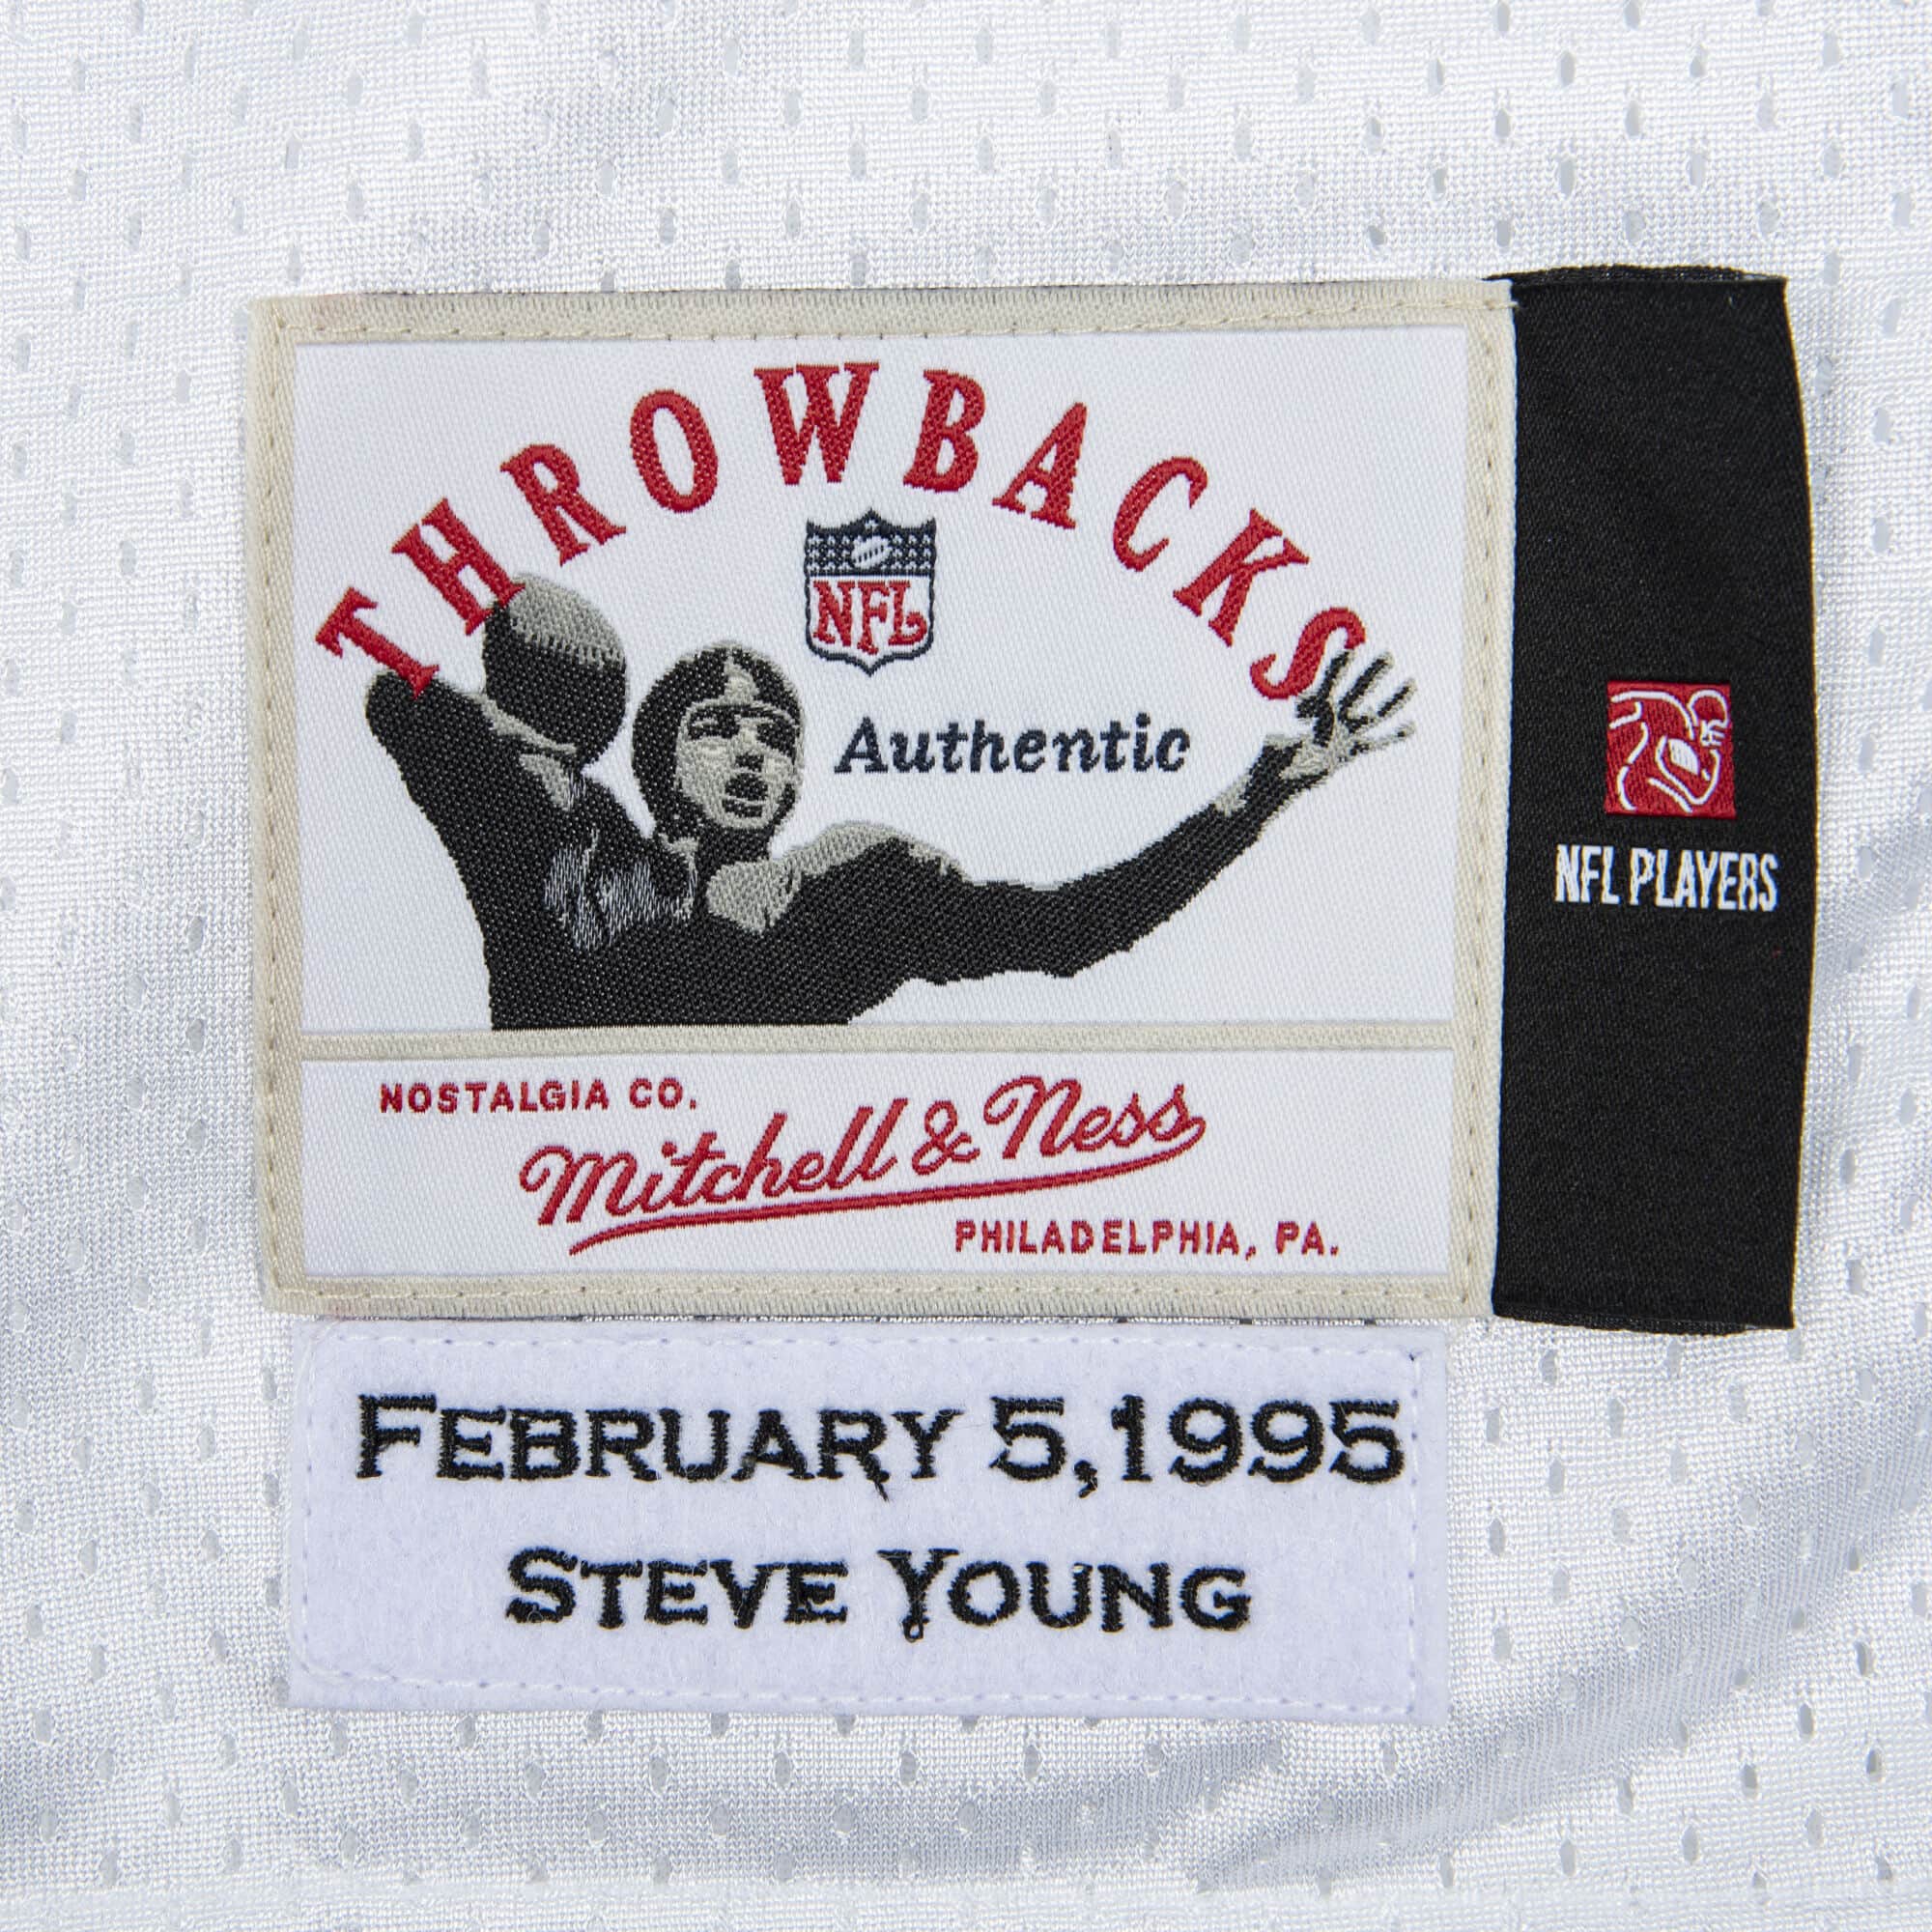 THROWBACKS
NFL
Authentic
NFL PLAYERS
NOSTALGIA CO.
Mitchell & Ness
PHILADELPHIA, PA.
FEBRUARY 5,1995
STEVE YOUNG